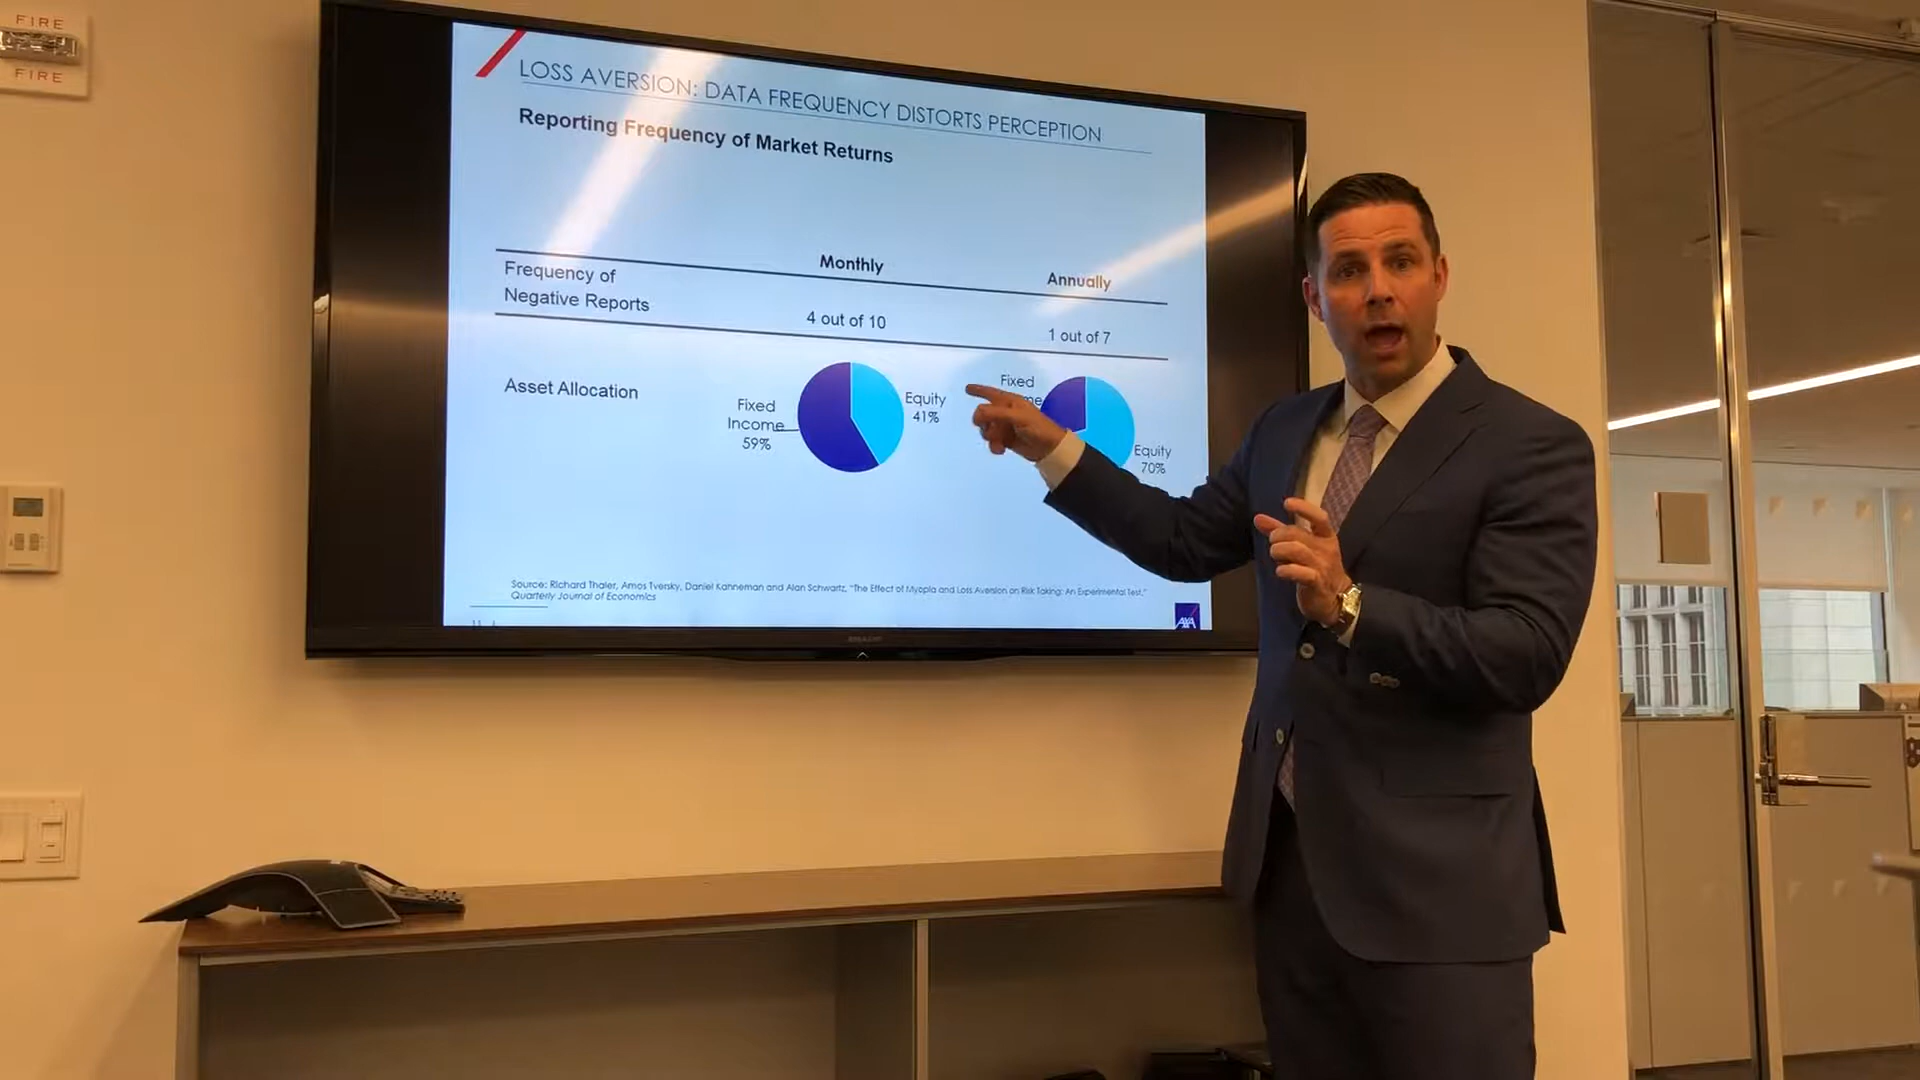 FIRE
FIRE
LOSS AVERSION: DATA FREQUENCY DISTORTS PERCEPTION
Reporting Frequency of Market Returns
Monthly
Annually
Frequency of
Negative Reports
4 out of 10
1 out of 7
Asset Allocation
Fixed
Income
59%
Equity
41%
Fixed
Equity
70%
Source: Richard Thaler, Amos Tversky, Daniel Kahneman and Alan Schwartz, "The Effect of Myopia and Loss Aversion on Risk Taking: An Experimental Test,"
Quarterly Journal of Economics
AXA